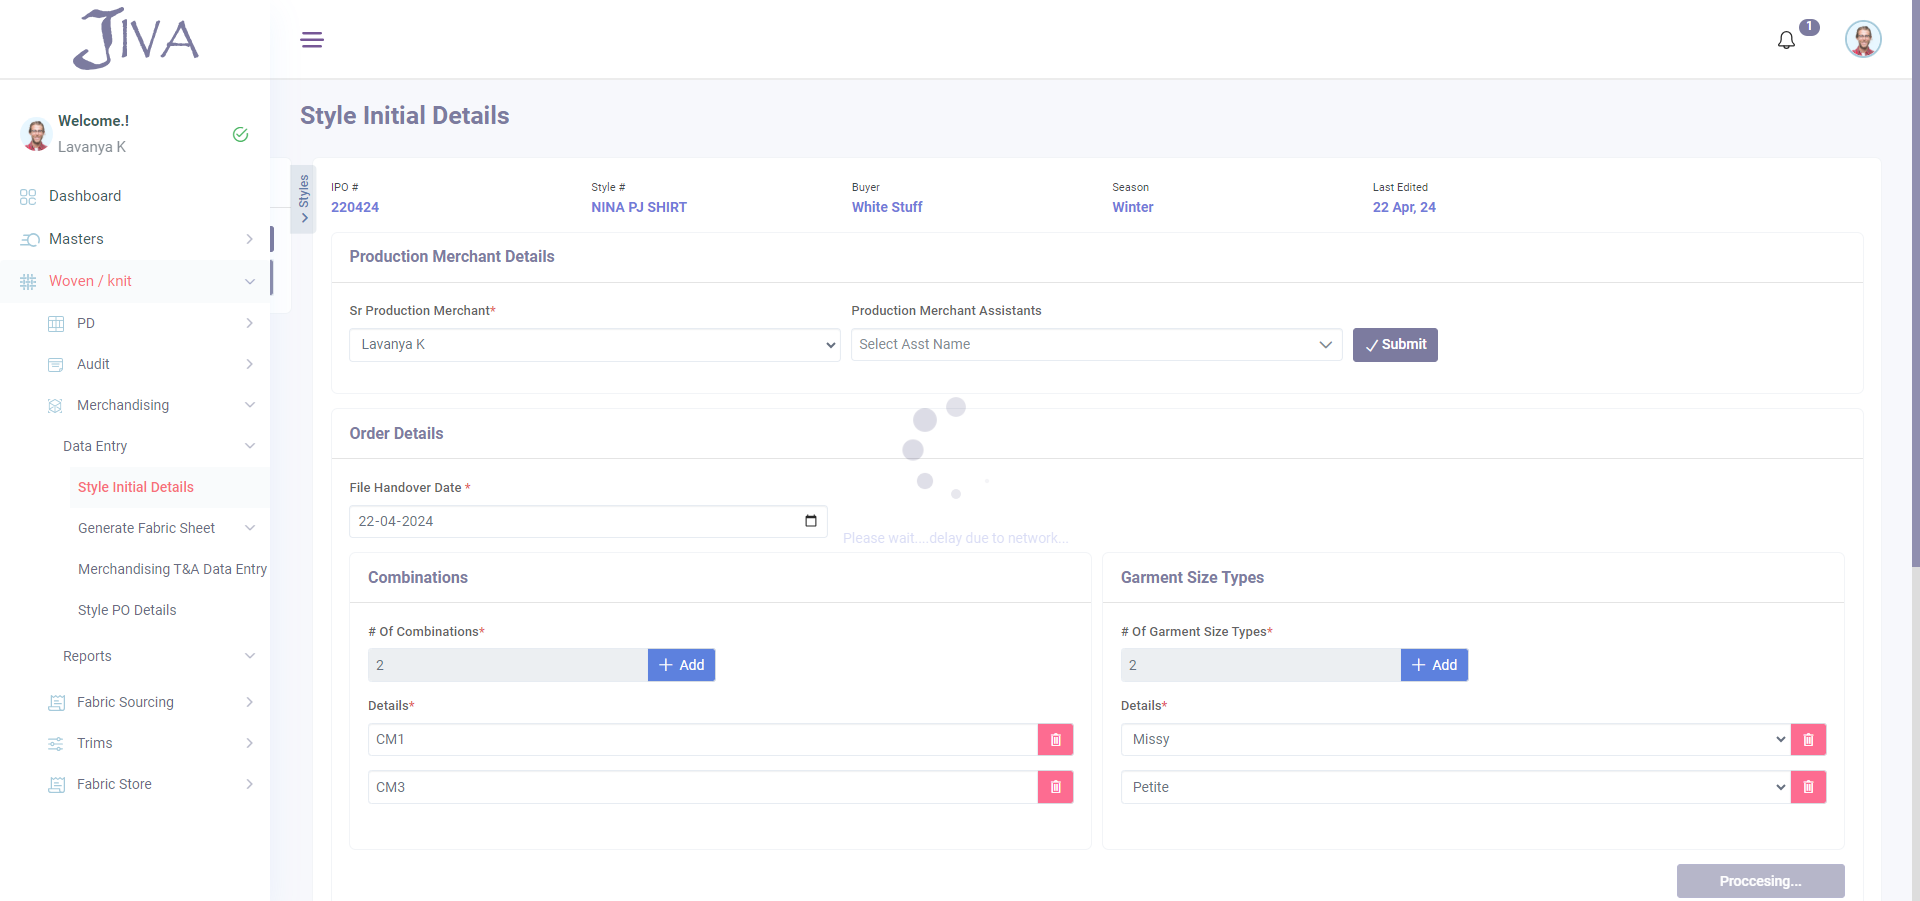 JIVA
1
Welcome.!
Lavanya K
Dashboard
Masters
Woven / knit
PD
Audit
Merchandising
Data Entry
Style Initial Details
Generate Fabric Sheet
Merchandising T&A Data Entry
Style PO Details
Reports
Fabric Sourcing
Trims
Fabric Store
Style Initial Details
Styles
IPO # Style # Buyer Season Last Edited
220424 NINA PJ SHIRT White Stuff Winter 22 Apr, 24
Production Merchant Details
Sr Production Merchant* Production Merchant Assistants
Lavanya K Select Asst Name Submit
Order Details
File Handover Date *
22-04-2024
Please wait....delay due to network...
Combinations
# Of Combinations*
2 Add
Details*
CM1
CM3
Garment Size Types
# Of Garment Size Types*
2 Add
Details*
Missy
Petite
Proccesing...